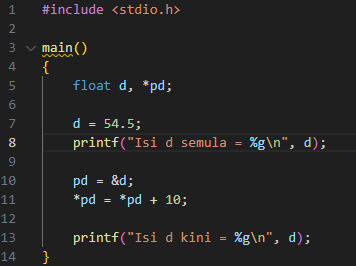 1 #include <stdio.h>
2
3 main()
4 {
5     float d, *pd;
6
7     d = 54.5;
8     printf("Isi d semula = %g\n", d);
9
10     pd = &d;
11     *pd = *pd + 10;
12
13     printf("Isi d kini = %g\n", d);
14 }